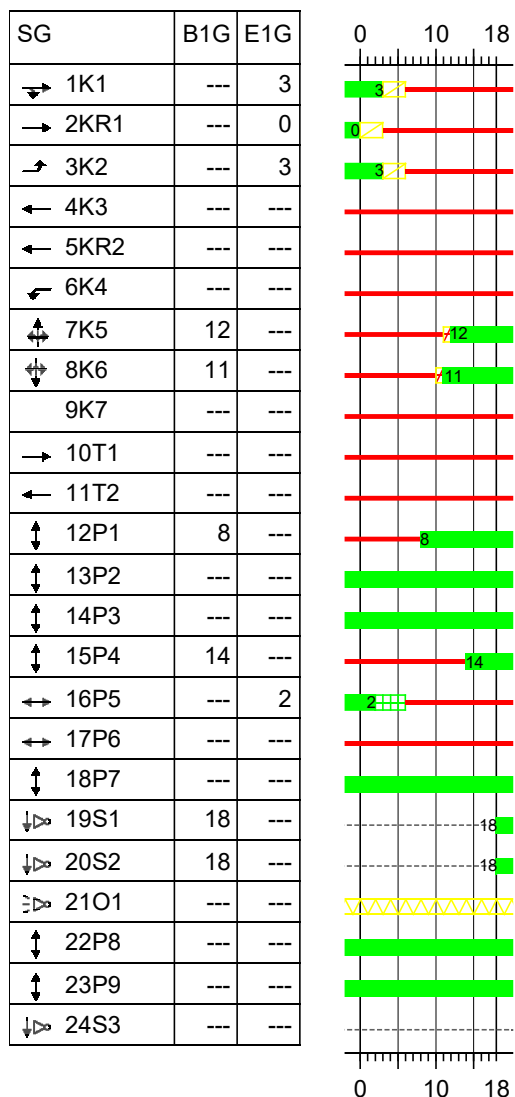 SG B1G E1G 0 10 18
1K1 --- 3 3
2KR1 --- 0 0
3K2 --- 3 3
4K3 --- ---
5KR2 --- ---
6K4 --- ---
7K5 12 --- 12
8K6 11 --- 11
9K7 --- ---
10T1 --- ---
11T2 --- ---
12P1 8 --- 8
13P2 --- ---
14P3 --- ---
15P4 14 --- 14
16P5 --- 2 2
17P6 --- ---
18P7 --- ---
19S1 18 --- 18
20S2 18 --- 18
21O1 --- ---
22P8 --- ---
23P9 --- ---
24S3 --- ---
0 10 18